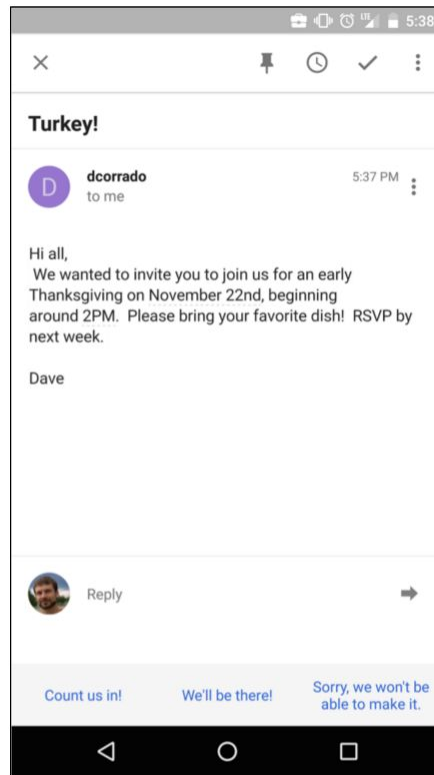 LTE 5:38
Turkey!
D
dcorrado
to me
5:37 PM
Hi all,
We wanted to invite you to join us for an early
Thanksgiving on November 22nd, beginning
around 2PM.  Please bring your favorite dish!  RSVP by
next week.
Dave
Reply
Count us in!
We'll be there!
Sorry, we won't be
able to make it.